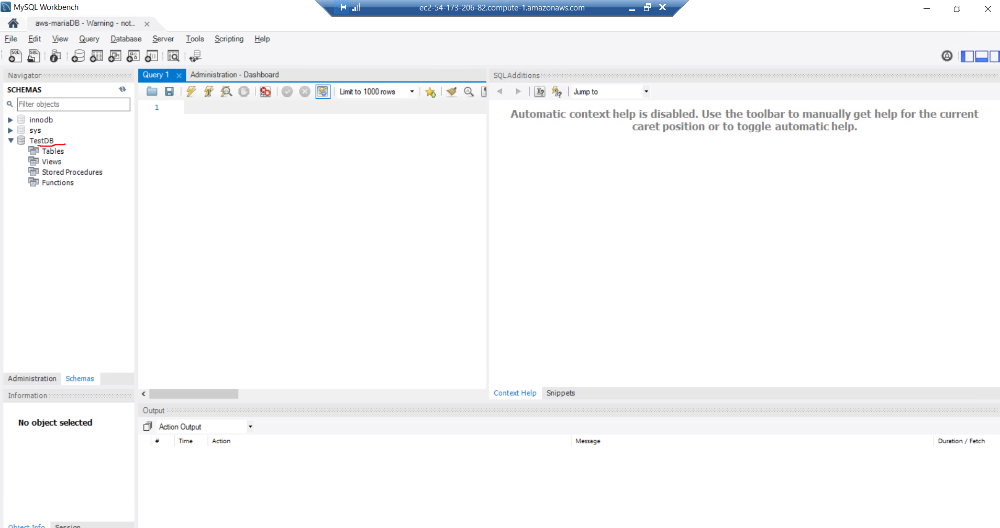 MySQL Workbench
ec2-54-173-206-82.compute-1.amazonaws.com
aws-mariaDB - Warning - not...
File Edit View Query Database Server Tools Scripting Help
Navigator
SCHEMAS
Filter objects
innodb
sys
TestDB
Tables
Views
Stored Procedures
Functions
Administration Schemas
Information
No object selected
Object Info Session
Query 1 Administration - Dashboard
Limit to 1000 rows
1
SQLAdditions
Jump to
Automatic context help is disabled. Use the toolbar to manually get help for the current
caret position or to toggle automatic help.
Context Help Snippets
Output
Action Output
# Time Action Message Duration / Fetch